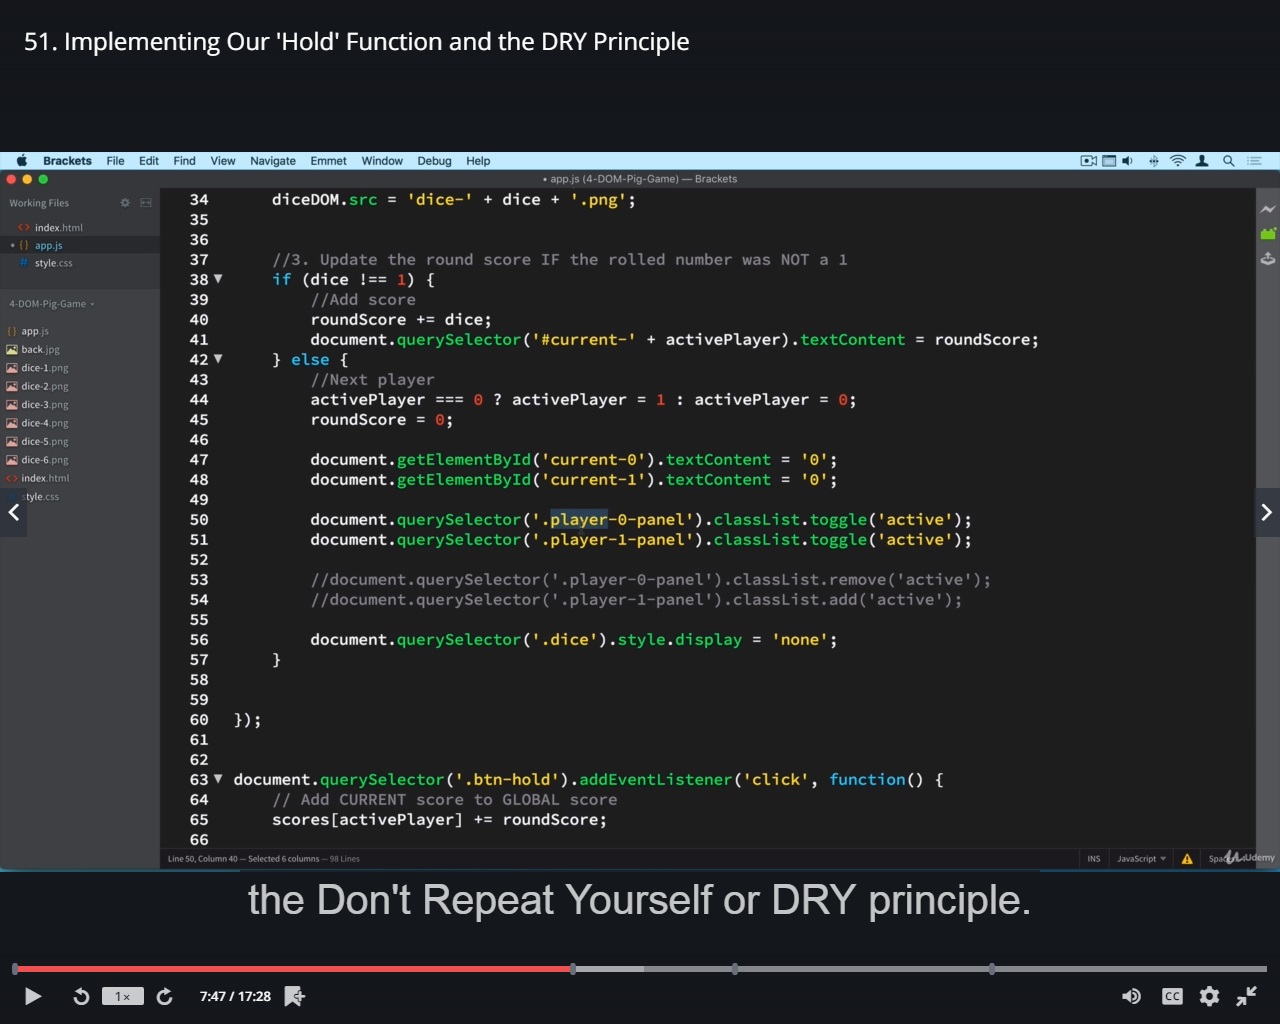 51. Implementing Our 'Hold' Function and the DRY Principle
Brackets File Edit Find View Navigate Emmet Window Debug Help
• app.js (4-DOM-Pig-Game) — Brackets
Working Files
<> index.html
• {} app.js
# style.css
4-DOM-Pig-Game
{} app.js
back.jpg
dice-1.png
dice-2.png
dice-3.png
dice-4.png
dice-5.png
dice-6.png
<> index.html
style.css
34 diceDOM.src = 'dice-' + dice + '.png';
35
36
37 //3. Update the round score IF the rolled number was NOT a 1
38 if (dice !== 1) {
39 //Add score
40 roundScore += dice;
41 document.querySelector('#current-' + activePlayer).textContent = roundScore;
42 } else {
43 //Next player
44 activePlayer === 0 ? activePlayer = 1 : activePlayer = 0;
45 roundScore = 0;
46
47 document.getElementById('current-0').textContent = '0';
48 document.getElementById('current-1').textContent = '0';
49
50 document.querySelector('.player-0-panel').classList.toggle('active');
51 document.querySelector('.player-1-panel').classList.toggle('active');
52
53 //document.querySelector('.player-0-panel').classList.remove('active');
54 //document.querySelector('.player-1-panel').classList.add('active');
55
56 document.querySelector('.dice').style.display = 'none';
57 }
58
59
60 });
61
62
63 document.querySelector('.btn-hold').addEventListener('click', function() {
64 // Add CURRENT score to GLOBAL score
65 scores[activePlayer] += roundScore;
66
Line 50, Column 40 — Selected 6 columns — 98 Lines
INS JavaScript
Udemy
the Don't Repeat Yourself or DRY principle.
1x 7:47 / 17:28 CC